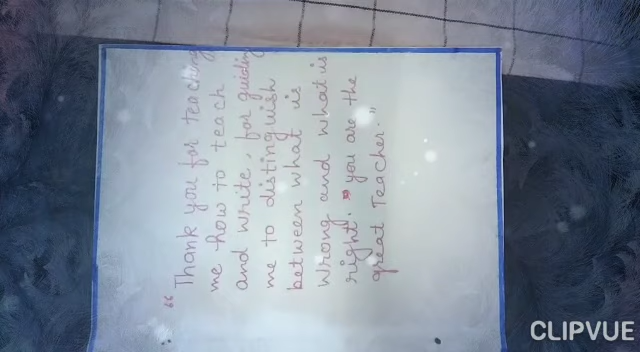 “Thank you for teaching
me how to teach
and write, for guiding
me to distinguish
between what is
wrong and what is
right. you are the
great Teacher.”
CLIPVUE